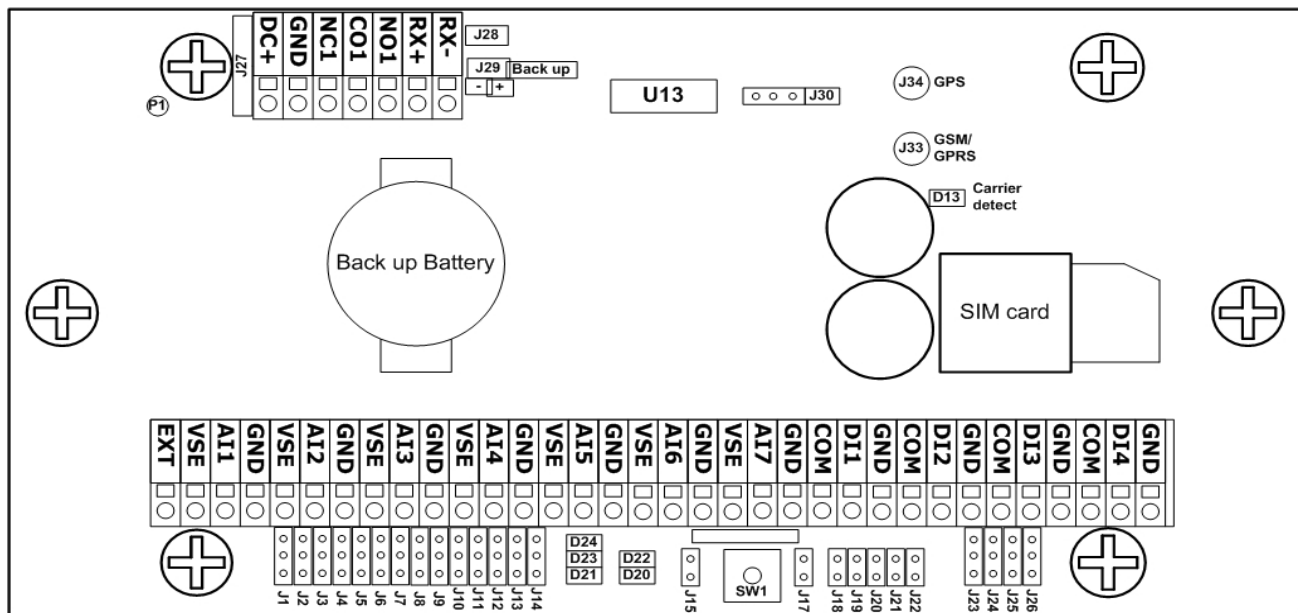 J27
DC+ GND NC1 CO1 NO1 RX+ RX-
J28
J29 Back up
- +
P1
U13
J30
J34 GPS
J33 GSM/
GPRS
D13 Carrier
detect
Back up Battery
SIM card
EXT VSE AI1 GND VSE AI2 GND VSE AI3 GND VSE AI4 GND VSE AI5 GND VSE AI6 GND VSE AI7 GND COM DI1 GND COM DI2 GND COM DI3 GND COM DI4 GND
D24
D23 D22
D21 D20
SW1
J1 J2 J3 J4 J5 J6 J7 J8 J9 J10 J11 J12 J13 J14 J15 J17 J18 J19 J20 J21 J22 J23 J24 J25 J26